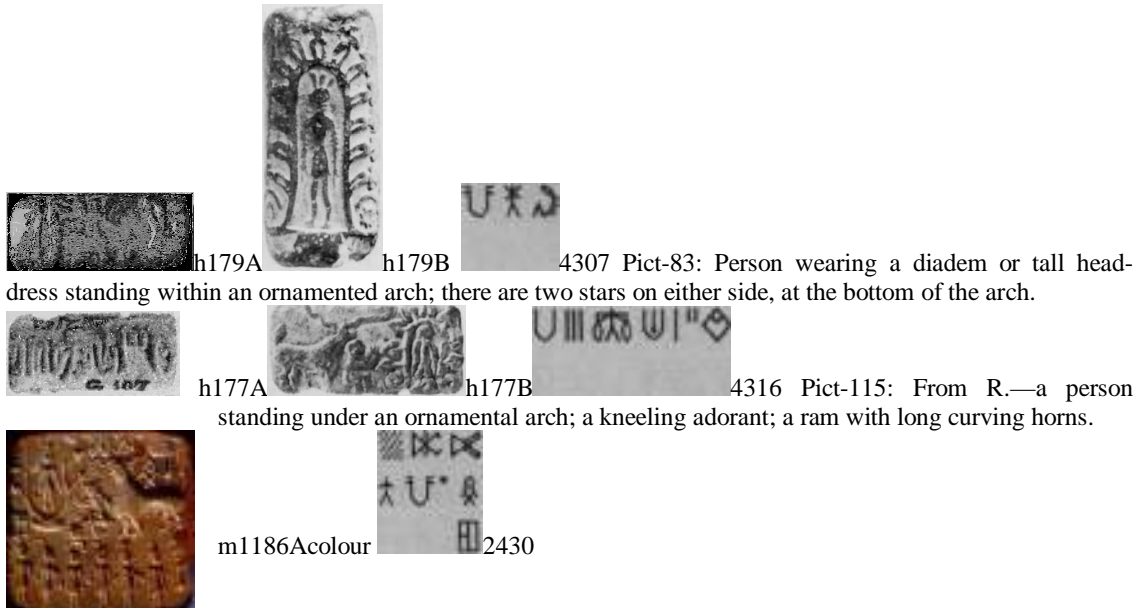 h179A h179B 4307 Pict-83: Person wearing a diadem or tall head-
dress standing within an ornamented arch; there are two stars on either side, at the bottom of the arch.
G 107
h177A h177B 4316 Pict-115: From R.—a person
standing under an ornamental arch; a kneeling adorant; a ram with long curving horns.
m1186Acolour 2430